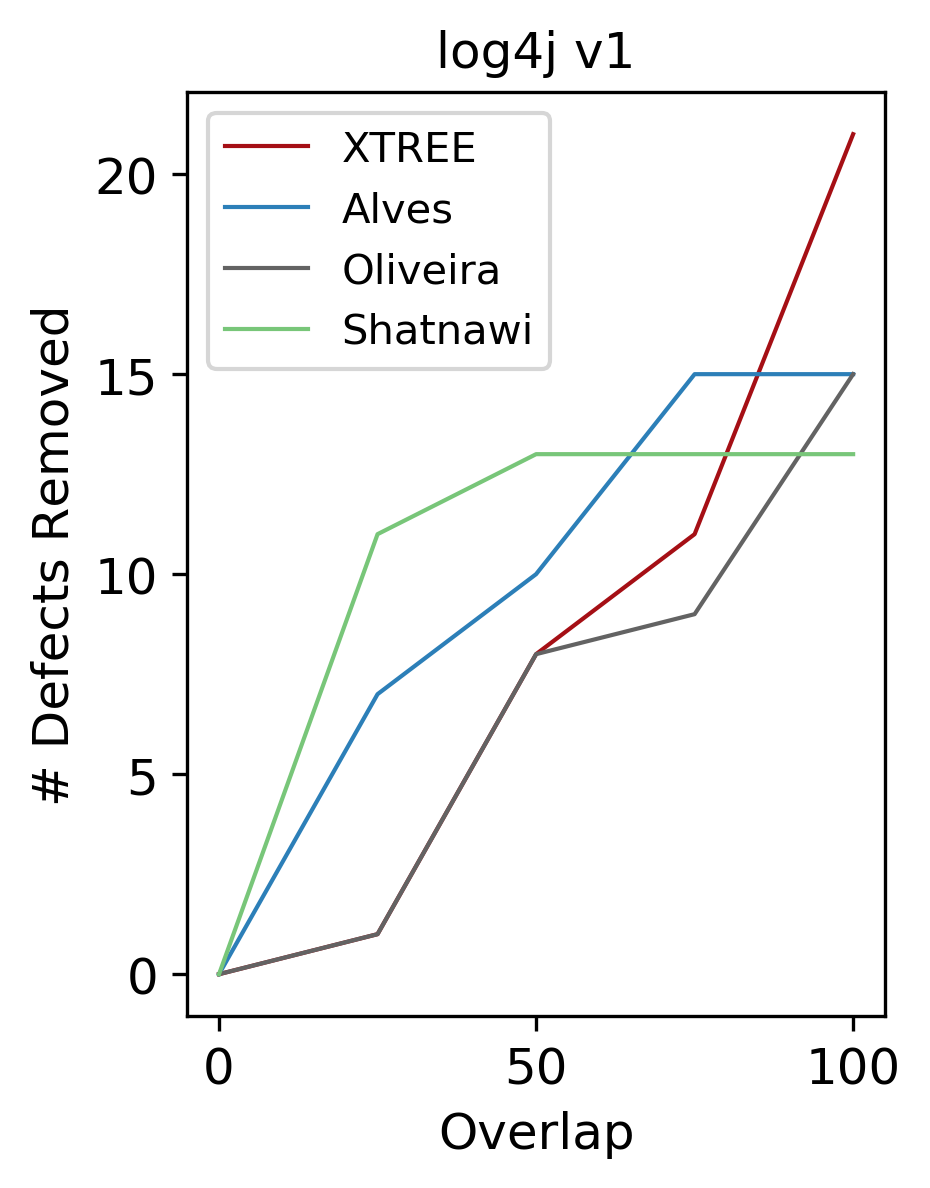 log4j v1
XTREE
Alves
Oliveira
Shatnawi
# Defects Removed
20
15
10
5
0
0 50 100
Overlap